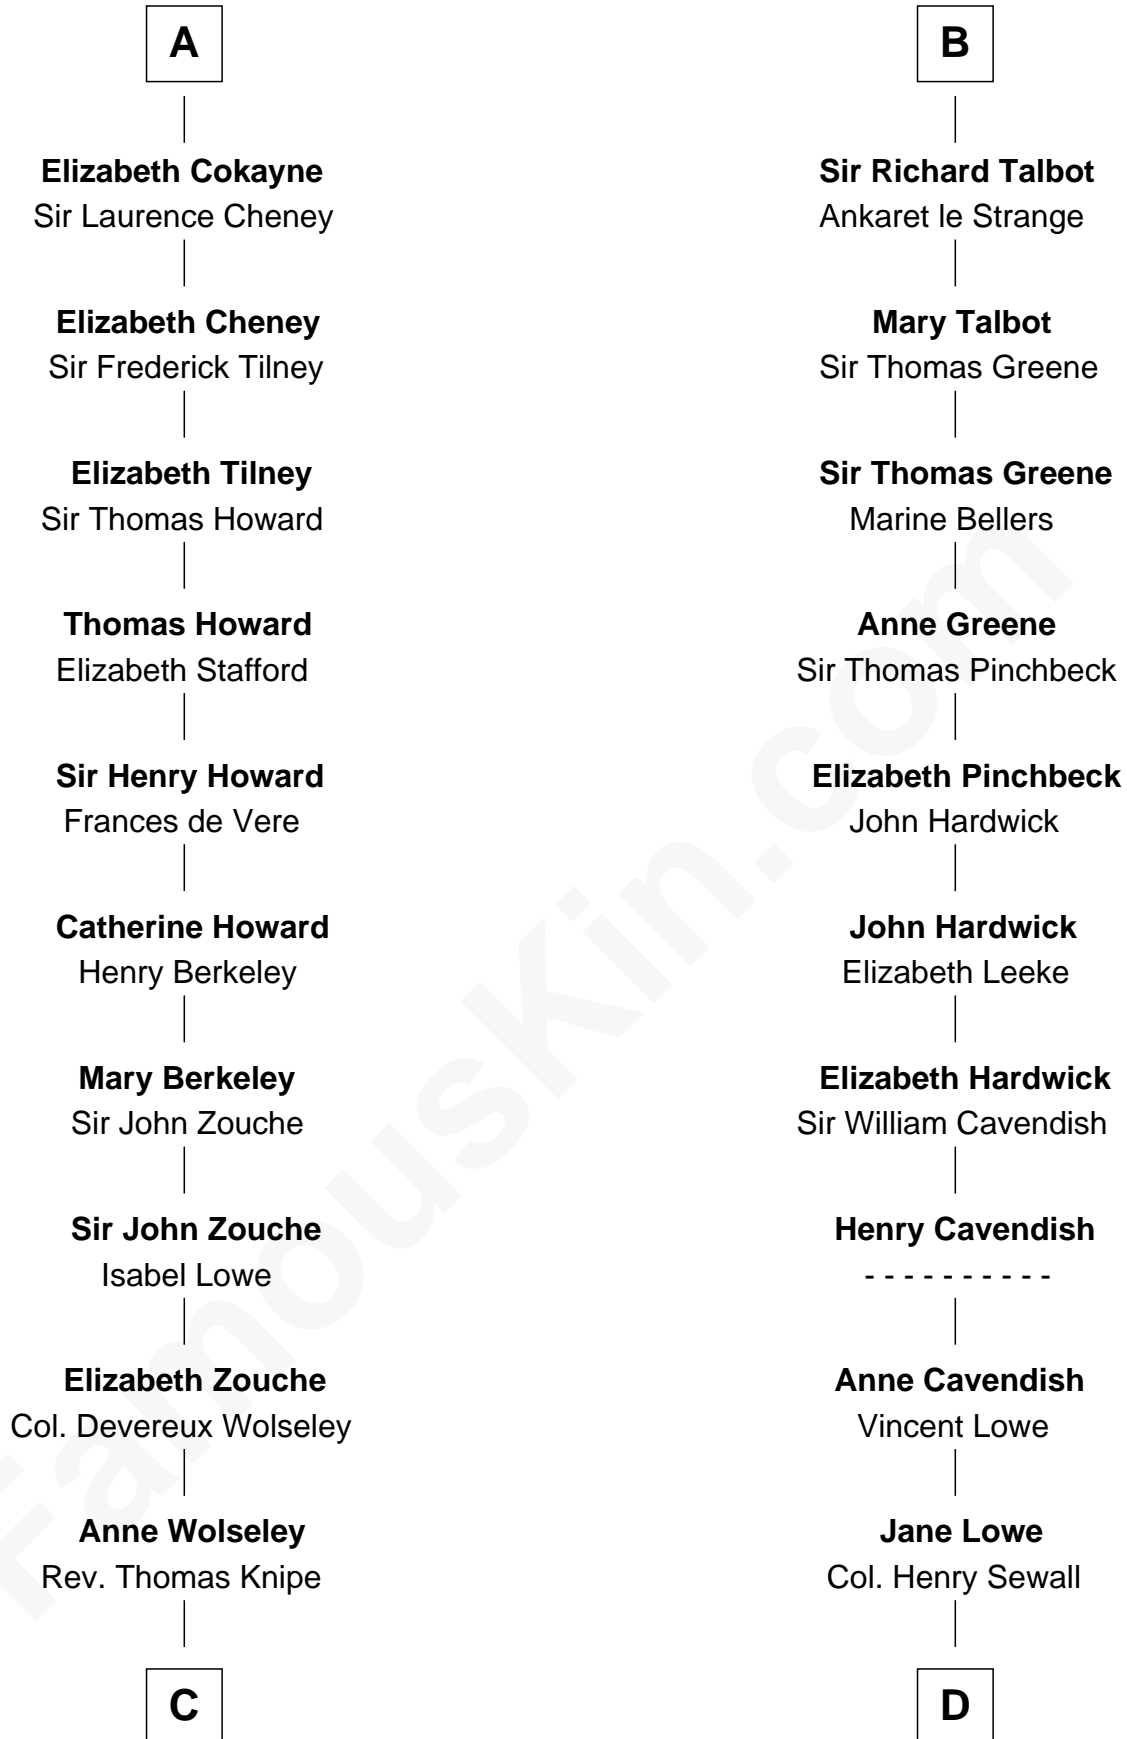 A
Elizabeth Cokayne
Sir Laurence Cheney
Elizabeth Cheney
Sir Frederick Tilney
Elizabeth Tilney
Sir Thomas Howard
Thomas Howard
Elizabeth Stafford
Sir Henry Howard
Frances de Vere
Catherine Howard
Henry Berkeley
Mary Berkeley
Sir John Zouche
Sir John Zouche
Isabel Lowe
Elizabeth Zouche
Col. Devereux Wolseley
Anne Wolseley
Rev. Thomas Knipe
C
B
Sir Richard Talbot
Ankaret le Strange
Mary Talbot
Sir Thomas Greene
Sir Thomas Greene
Marine Bellers
Anne Greene
Sir Thomas Pinchbeck
Elizabeth Pinchbeck
John Hardwick
John Hardwick
Elizabeth Leeke
Elizabeth Hardwick
Sir William Cavendish
Henry Cavendish
- - - - - - - - - -
Anne Cavendish
Vincent Lowe
Jane Lowe
Col. Henry Sewall
D
FamousKin.com